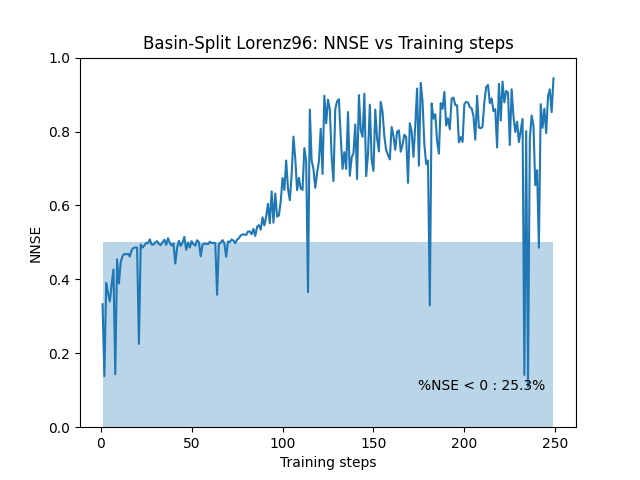 Basin-Split Lorenz96: NNSE vs Training steps
1.0
0.8
0.6
0.4
0.2
0.0
NNSE
%NSE < 0 : 25.3%
0 50 100 150 200 250
Training steps